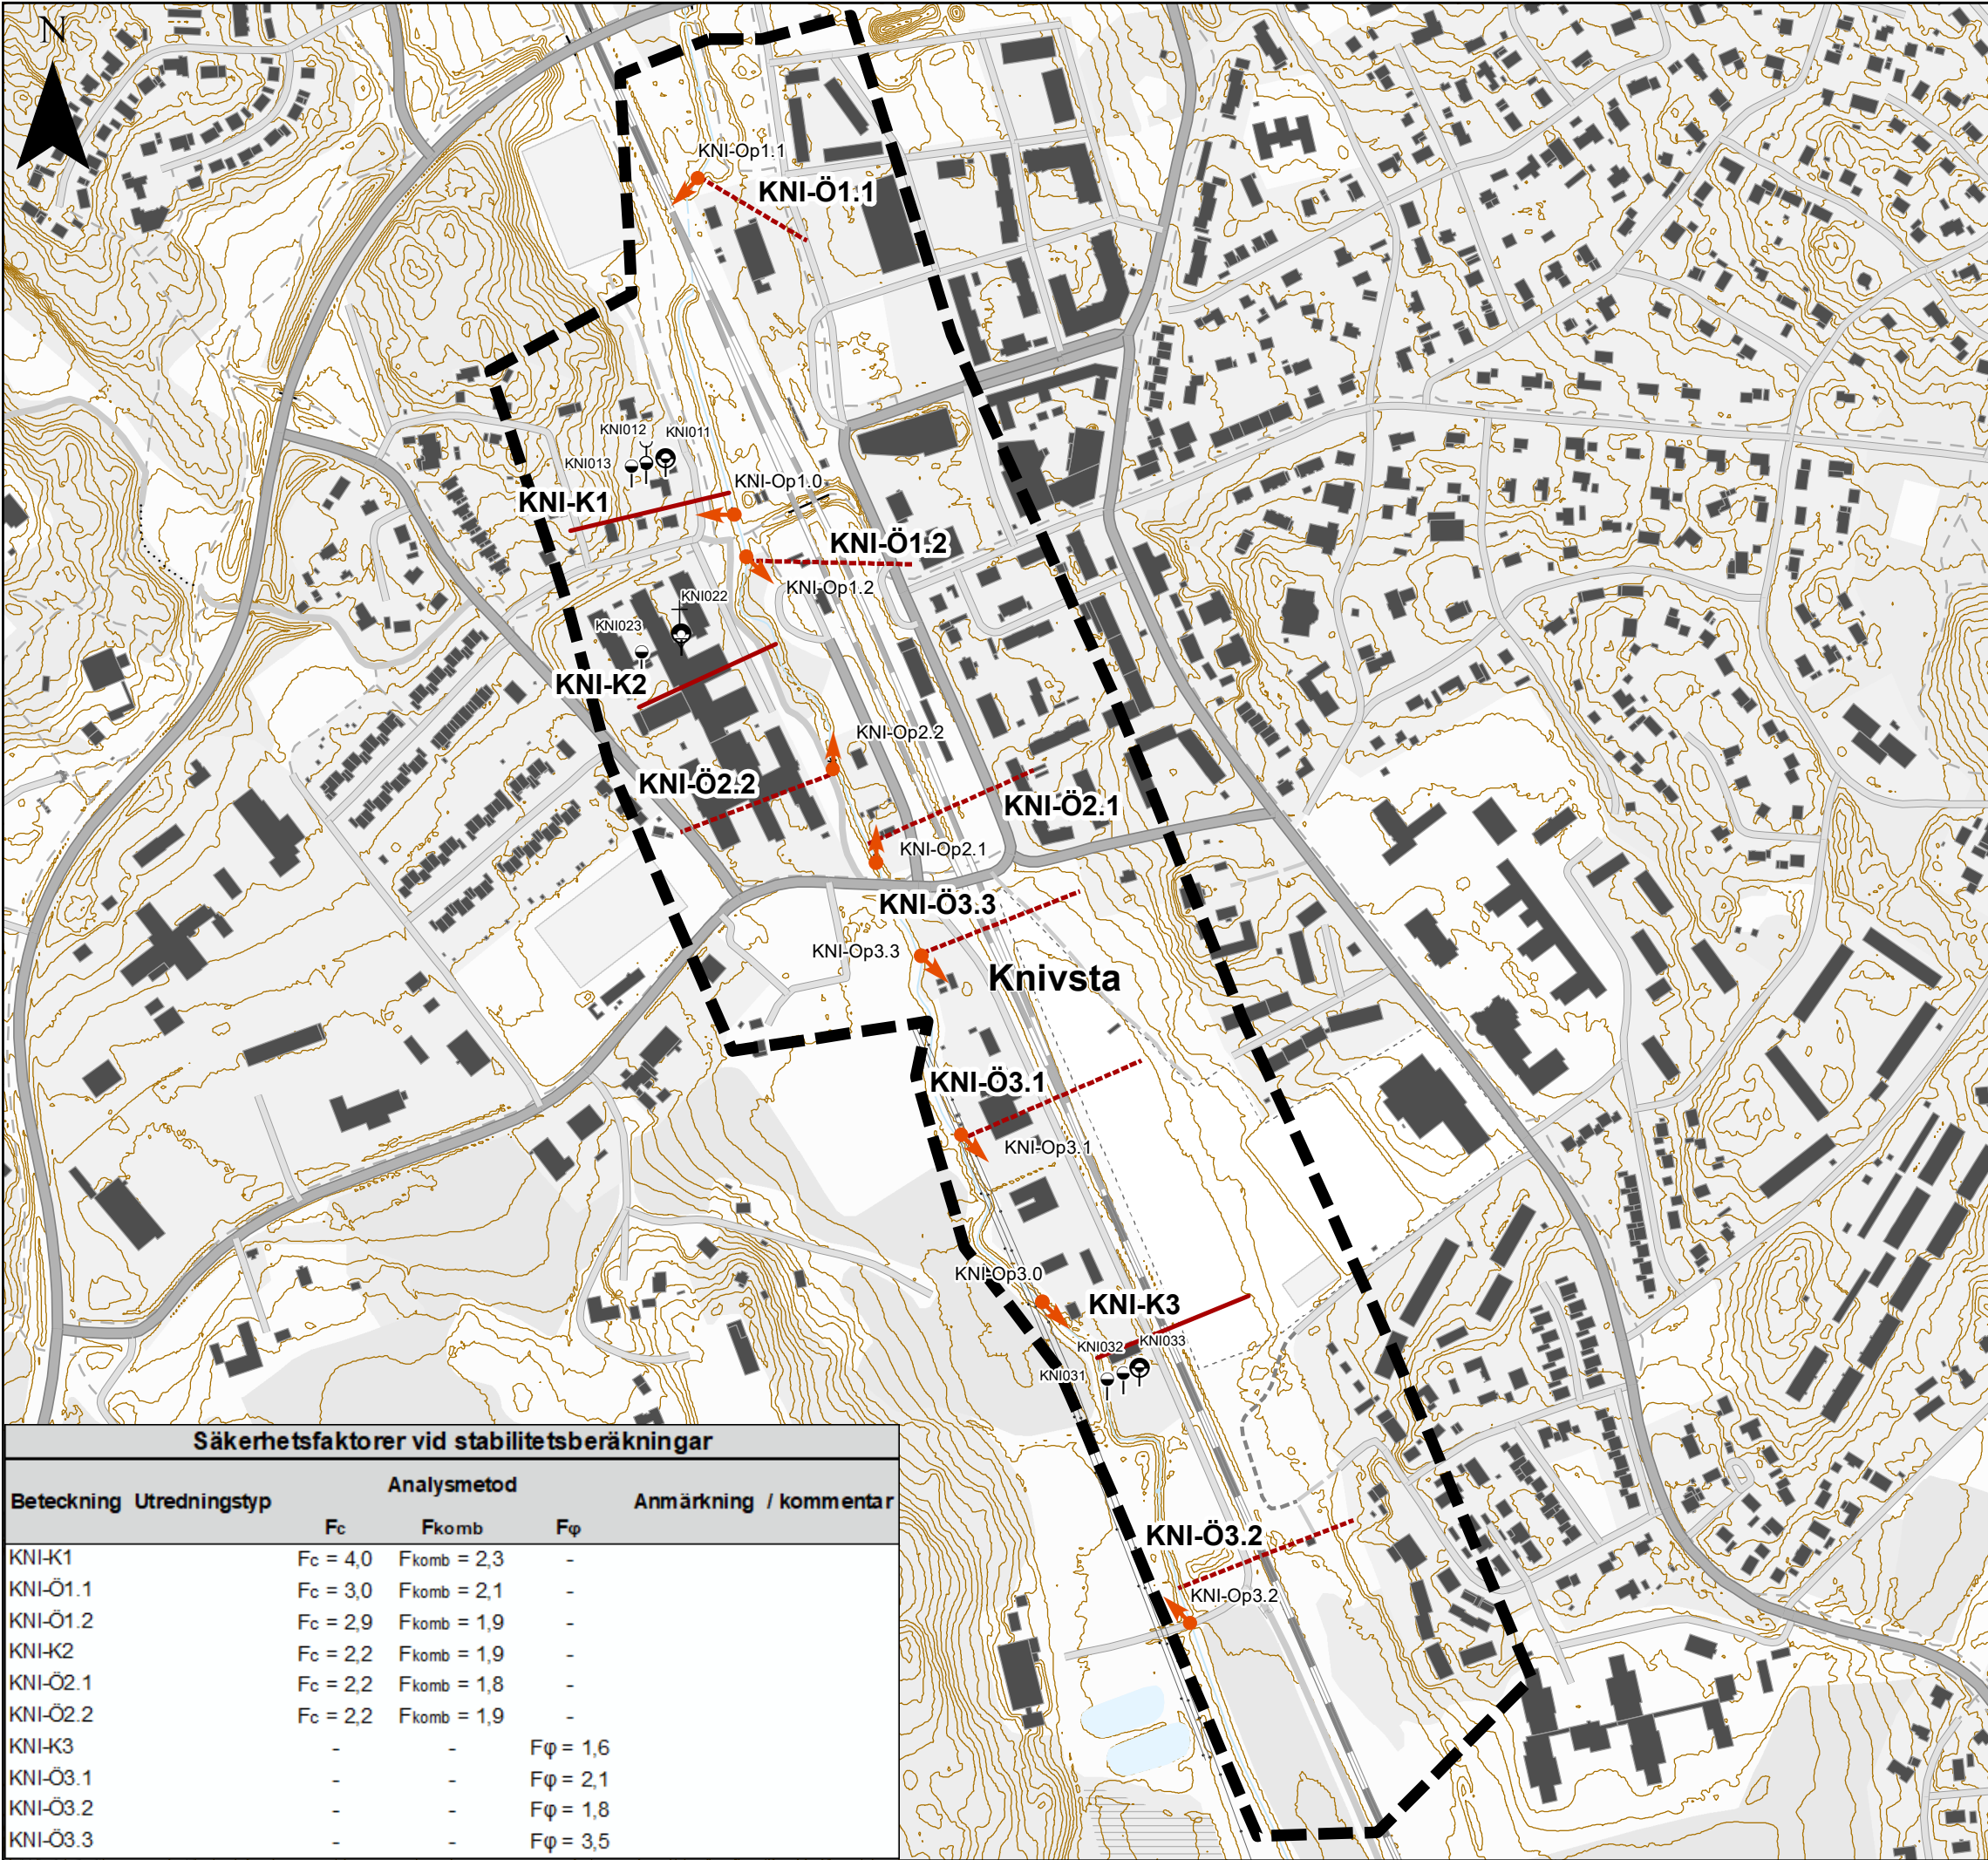 N
KNI-Op1.1
KNI-Ö1.1
KNI012
KNI011
KNI013
KNI-Op1.0
KNI-K1
KNI-Ö1.2
KNI-Op1.2
KNI022
KNI023
KNI-K2
KNI-Op2.2
KNI-Ö2.2
KNI-Ö2.1
KNI-Op2.1
KNI-Ö3.3
KNI-Op3.3
Knivsta
KNI-Ö3.1
KNI-Op3.1
KNI-Op3.0
KNI-K3
KNI033
KNI032
KNI031
KNI-Ö3.2
KNI-Op3.2
Säkerhetsfaktorer vid stabilitetsberäkningar
Analysmetod
Beteckning Utredningstyp Anmärkning / kommentar
Fc Fkomb Fφ
KNI-K1 Fc = 4,0 Fkomb = 2,3 -
KNI-Ö1.1 Fc = 3,0 Fkomb = 2,1 -
KNI-Ö1.2 Fc = 2,9 Fkomb = 1,9 -
KNI-K2 Fc = 2,2 Fkomb = 1,9 -
KNI-Ö2.1 Fc = 2,2 Fkomb = 1,8 -
KNI-Ö2.2 Fc = 2,2 Fkomb = 1,9 -
KNI-K3 - - Fφ = 1,6
KNI-Ö3.1 - - Fφ = 2,1
KNI-Ö3.2 - - Fφ = 1,8
KNI-Ö3.3 - - Fφ = 3,5